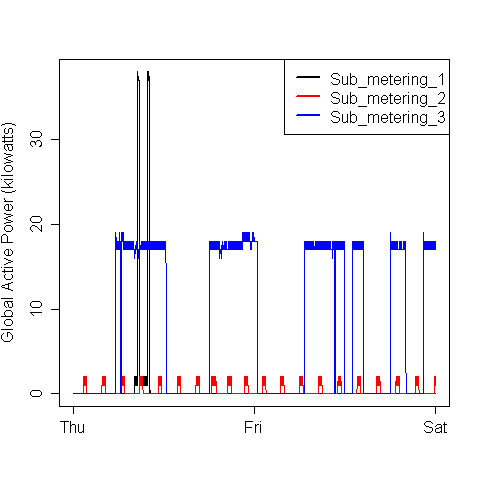 Sub_metering_1
Sub_metering_2
Sub_metering_3
Global Active Power (kilowatts)
30
20
10
0
Thu Fri Sat